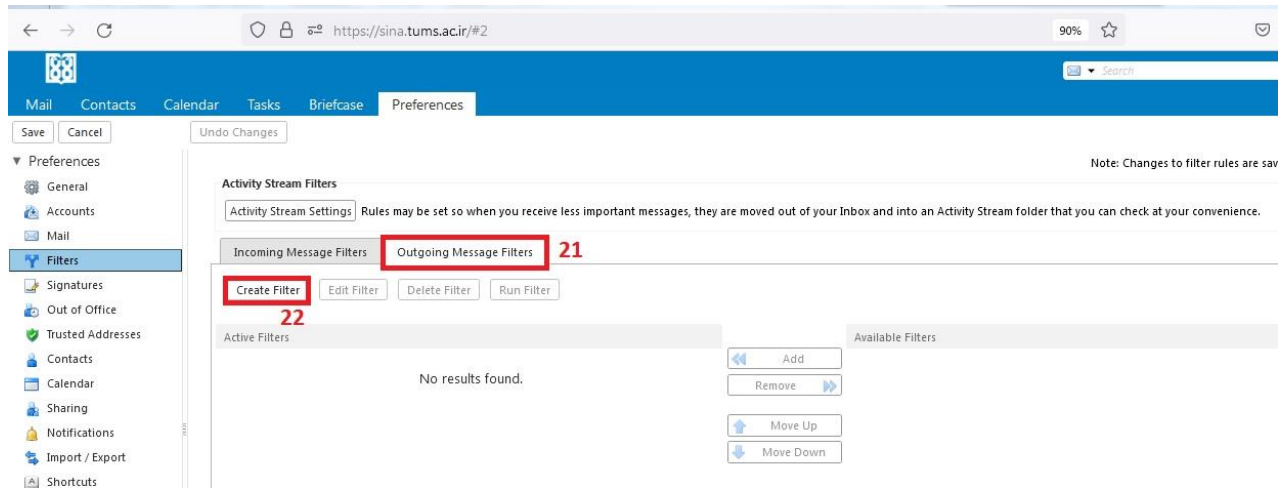 https://sina.tums.ac.ir/#2
90%
Search
Mail Contacts Calendar Tasks Briefcase Preferences
Save Cancel Undo Changes
Preferences
Note: Changes to filter rules are sav
General
Accounts
Mail
Filters
Signatures
Out of Office
Trusted Addresses
Contacts
Calendar
Sharing
Notifications
Import / Export
Shortcuts
Activity Stream Filters
Activity Stream Settings Rules may be set so when you receive less important messages, they are moved out of your Inbox and into an Activity Stream folder that you can check at your convenience.
Incoming Message Filters Outgoing Message Filters 21
Create Filter Edit Filter Delete Filter Run Filter
22
Active Filters Available Filters
No results found.
Add
Remove
Move Up
Move Down